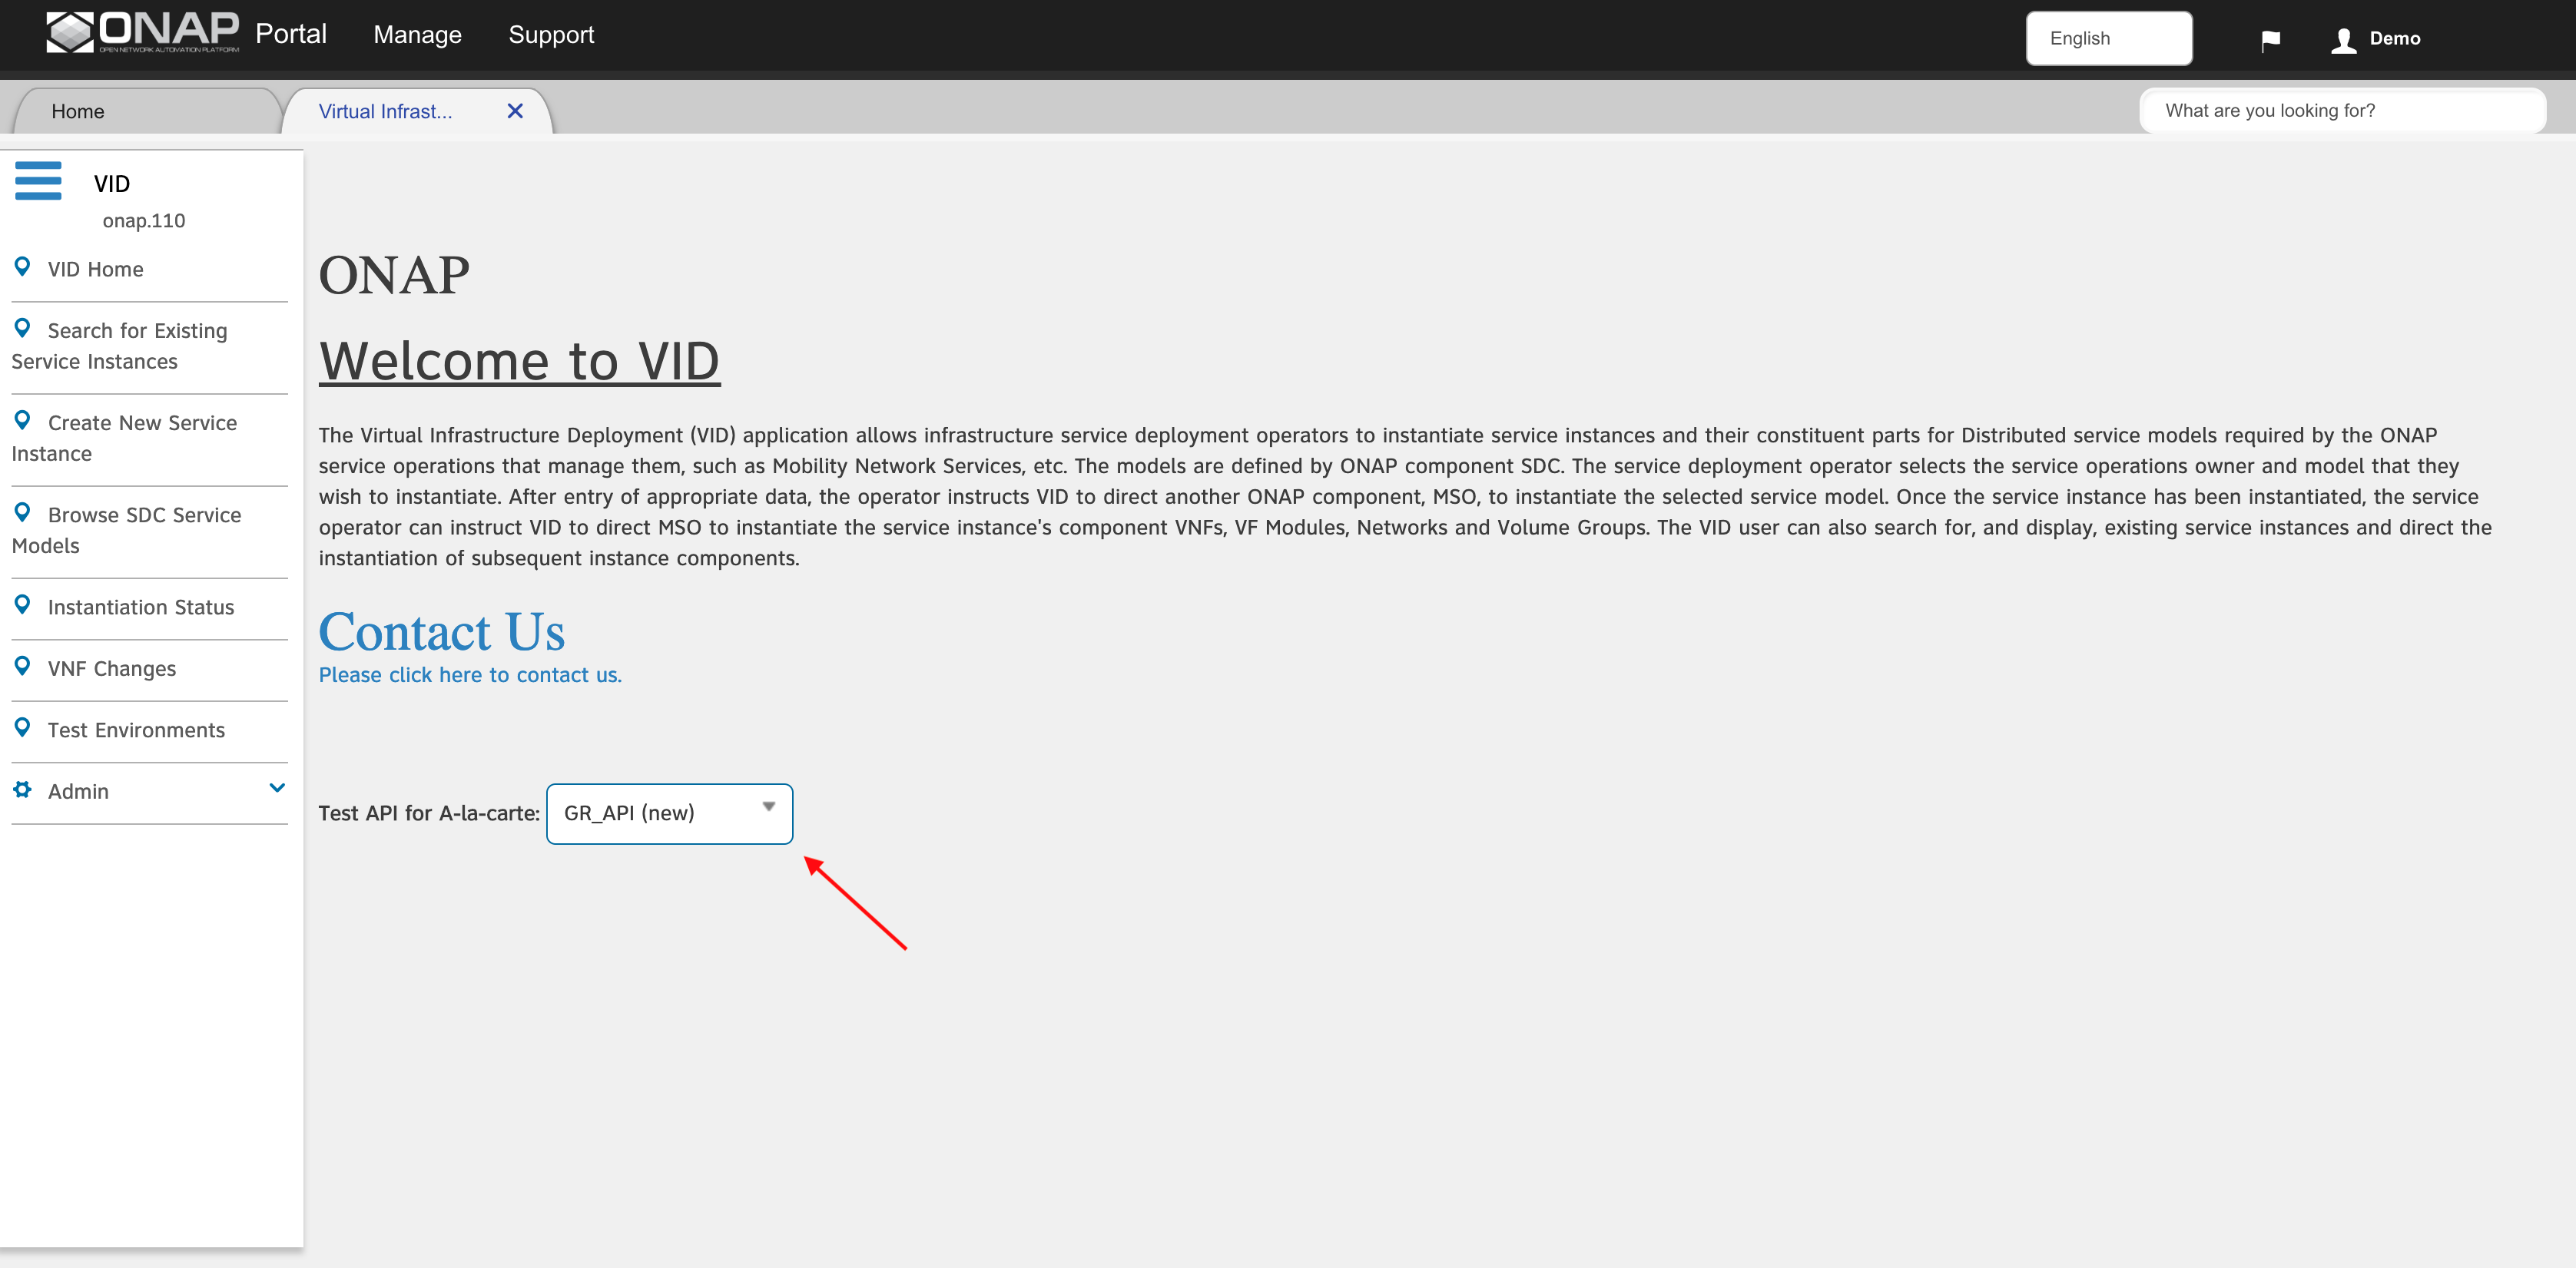 ONAP Portal Manage Support English Demo
OPEN NETWORK AUTOMATION PLATFORM
Home Virtual Infrast... What are you looking for?
VID
onap.110
VID Home
Search for Existing
Service Instances
Create New Service
Instance
Browse SDC Service
Models
Instantiation Status
VNF Changes
Test Environments
Admin
ONAP
Welcome to VID
The Virtual Infrastructure Deployment (VID) application allows infrastructure service deployment operators to instantiate service instances and their constituent parts for Distributed service models required by the ONAP
service operations that manage them, such as Mobility Network Services, etc. The models are defined by ONAP component SDC. The service deployment operator selects the service operations owner and model that they
wish to instantiate. After entry of appropriate data, the operator instructs VID to direct another ONAP component, MSO, to instantiate the selected service model. Once the service instance has been instantiated, the service
operator can instruct VID to direct MSO to instantiate the service instance's component VNFs, VF Modules, Networks and Volume Groups. The VID user can also search for, and display, existing service instances and direct the
instantiation of subsequent instance components.
Contact Us
Please click here to contact us.
Test API for A-la-carte: GR_API (new)